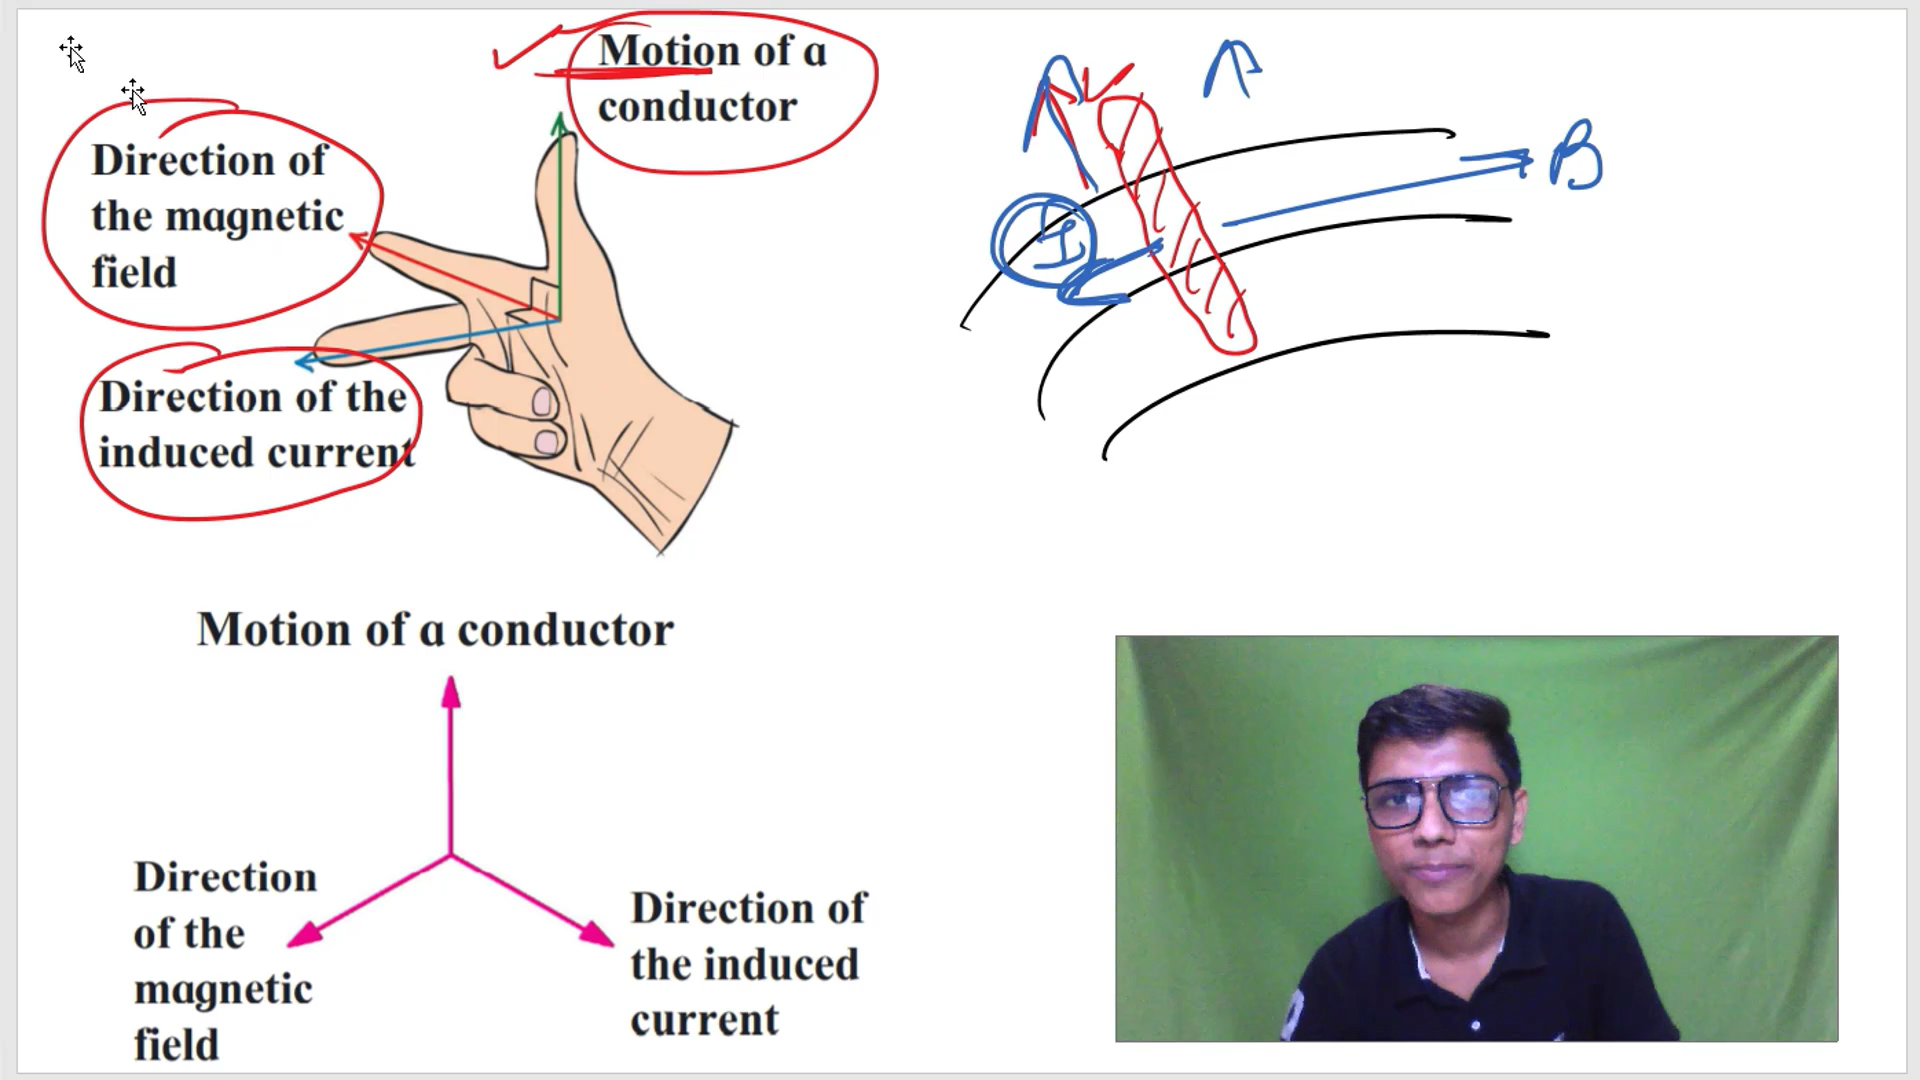 Motion of a
conductor
Direction of
the magnetic
field
Direction of the
induced current
B
I
Motion of a conductor
Direction
of the
magnetic
field
Direction of
the induced
current